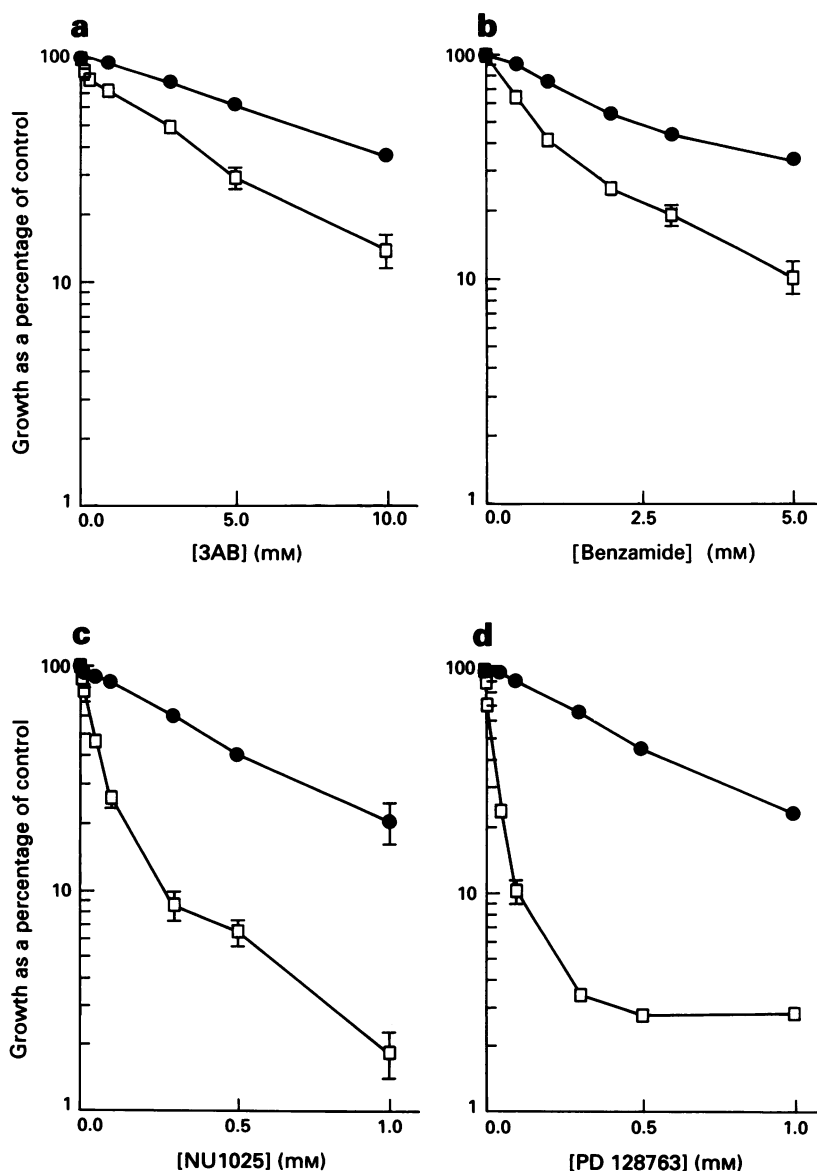 a
100
10
1
0.0 5.0 10.0
[3AB] (mM)
Growth as a percentage of control
b
100
10
1
0.0 2.5 5.0
[Benzamide] (mM)
c
100
10
1
0.0 0.5 1.0
[NU1025] (mM)
Growth as a percentage of control
d
100
10
1
0.0 0.5 1.0
[PD 128763] (mM)